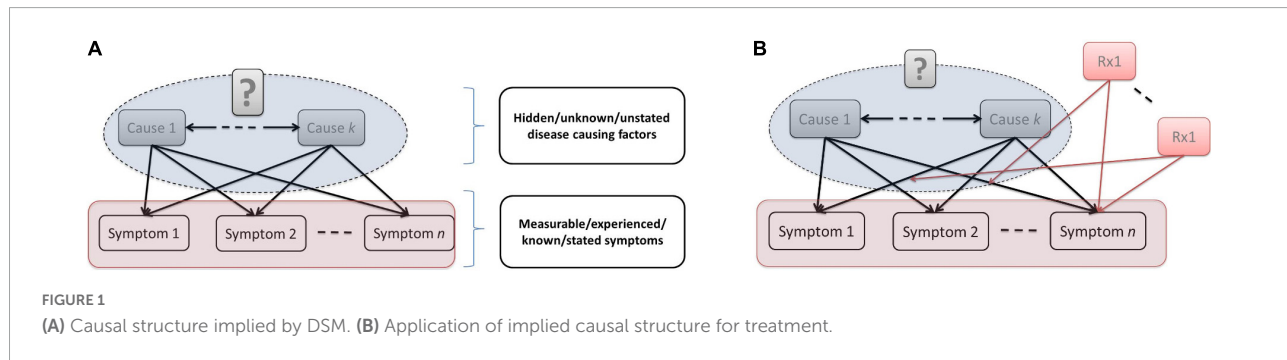 A
?
Cause 1
Cause k
Symptom 1
Symptom 2
Symptom n
Hidden/unknown/unstated
disease causing factors
Measurable/experienced/
known/stated symptoms
B
?
Cause 1
Cause k
Rx1
Rx1
Symptom 1
Symptom 2
Symptom n
FIGURE 1
(A) Causal structure implied by DSM. (B) Application of implied causal structure for treatment.